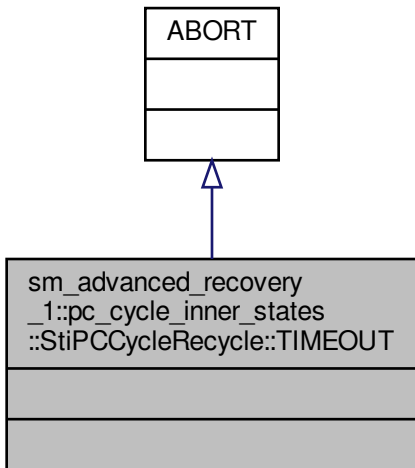 ABORT
sm_advanced_recovery
_1::pc_cycle_inner_states
::StiPCCycleRecycle::TIMEOUT